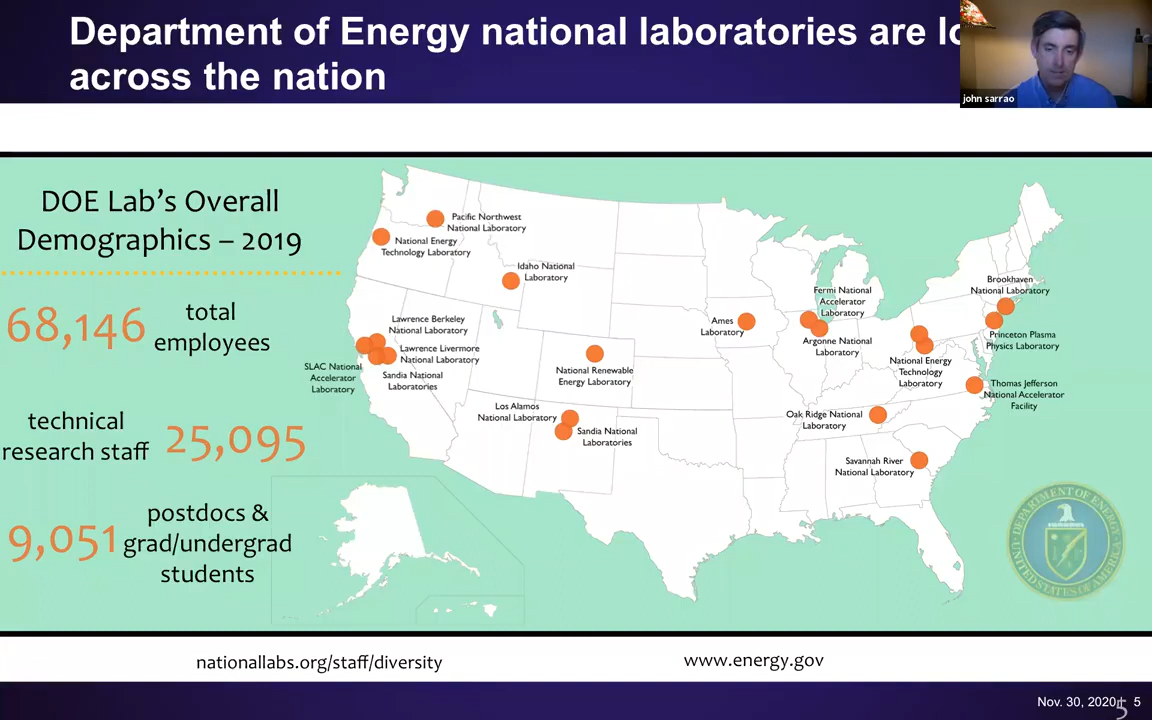 Department of Energy national laboratories are
across the nation
john sarrao
DOE Lab's Overall
Demographics – 2019
68,146
total
employees
technical
research staff
25,095
9,051
postdocs &
grad/undergrad
students
Pacific Northwest
National Laboratory
National Energy
Technology Laboratory
Idaho National
Laboratory
Lawrence Berkeley
National Laboratory
Lawrence Livermore
National Laboratory
SLAC National
Accelerator
Laboratory
Sandia National
Laboratories
National Renewable
Energy Laboratory
Los Alamos
National Laboratory
Sandia National
Laboratories
Ames
Laboratory
Fermi National
Accelerator
Laboratory
Argonne National
Laboratory
Brookhaven
National Laboratory
Princeton Plasma
Physics Laboratory
National Energy
Technology
Laboratory
Thomas Jefferson
National Accelerator
Facility
Oak Ridge National
Laboratory
Savannah River
National Laboratory
DEPARTMENT OF ENERGY
UNITED STATES OF AMERICA
nationallabs.org/staff/diversity
www.energy.gov
Nov. 30, 2020
5
5